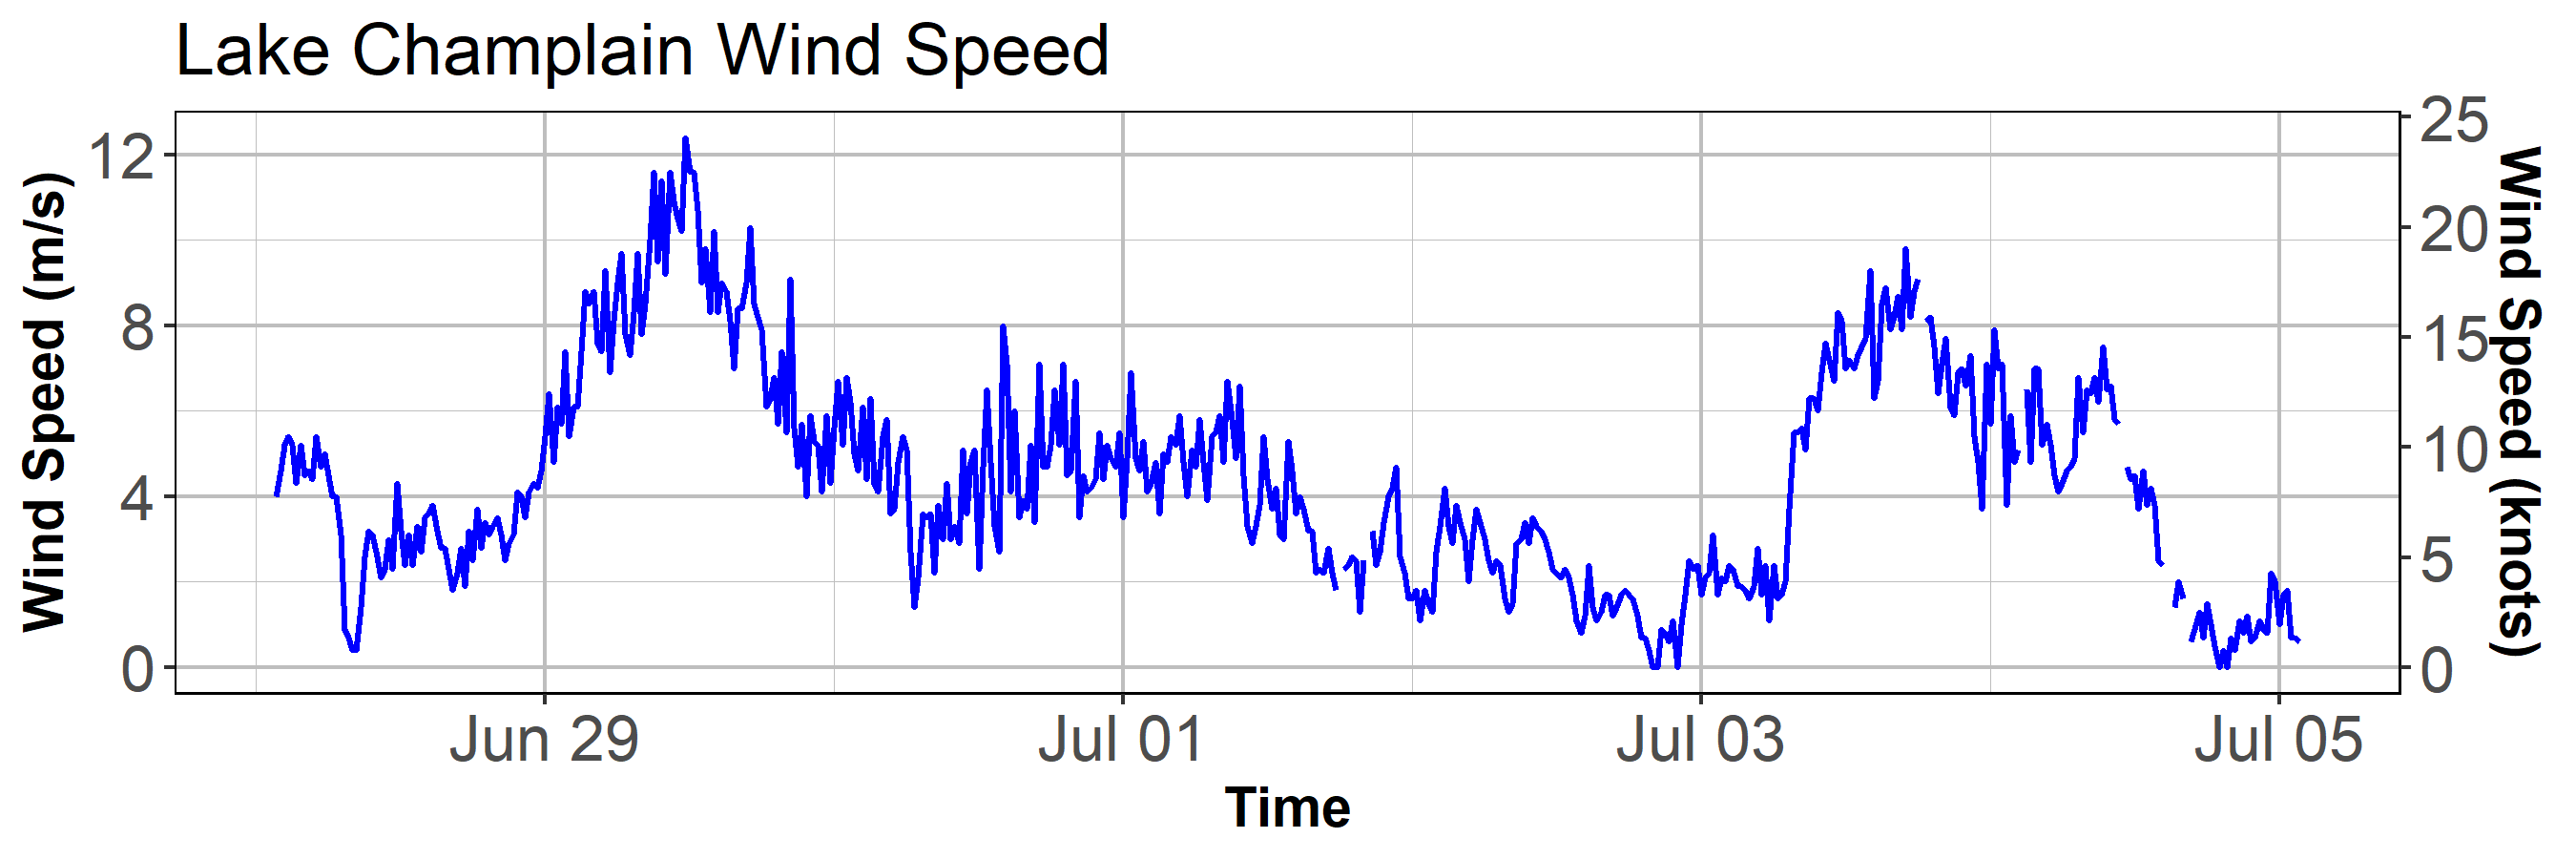 Lake Champlain Wind Speed
Wind Speed (m/s)
12
8
4
0
25
20
15
10
5
0
Wind Speed (knots)
Jun 29
Jul 01
Jul 03
Jul 05
Time